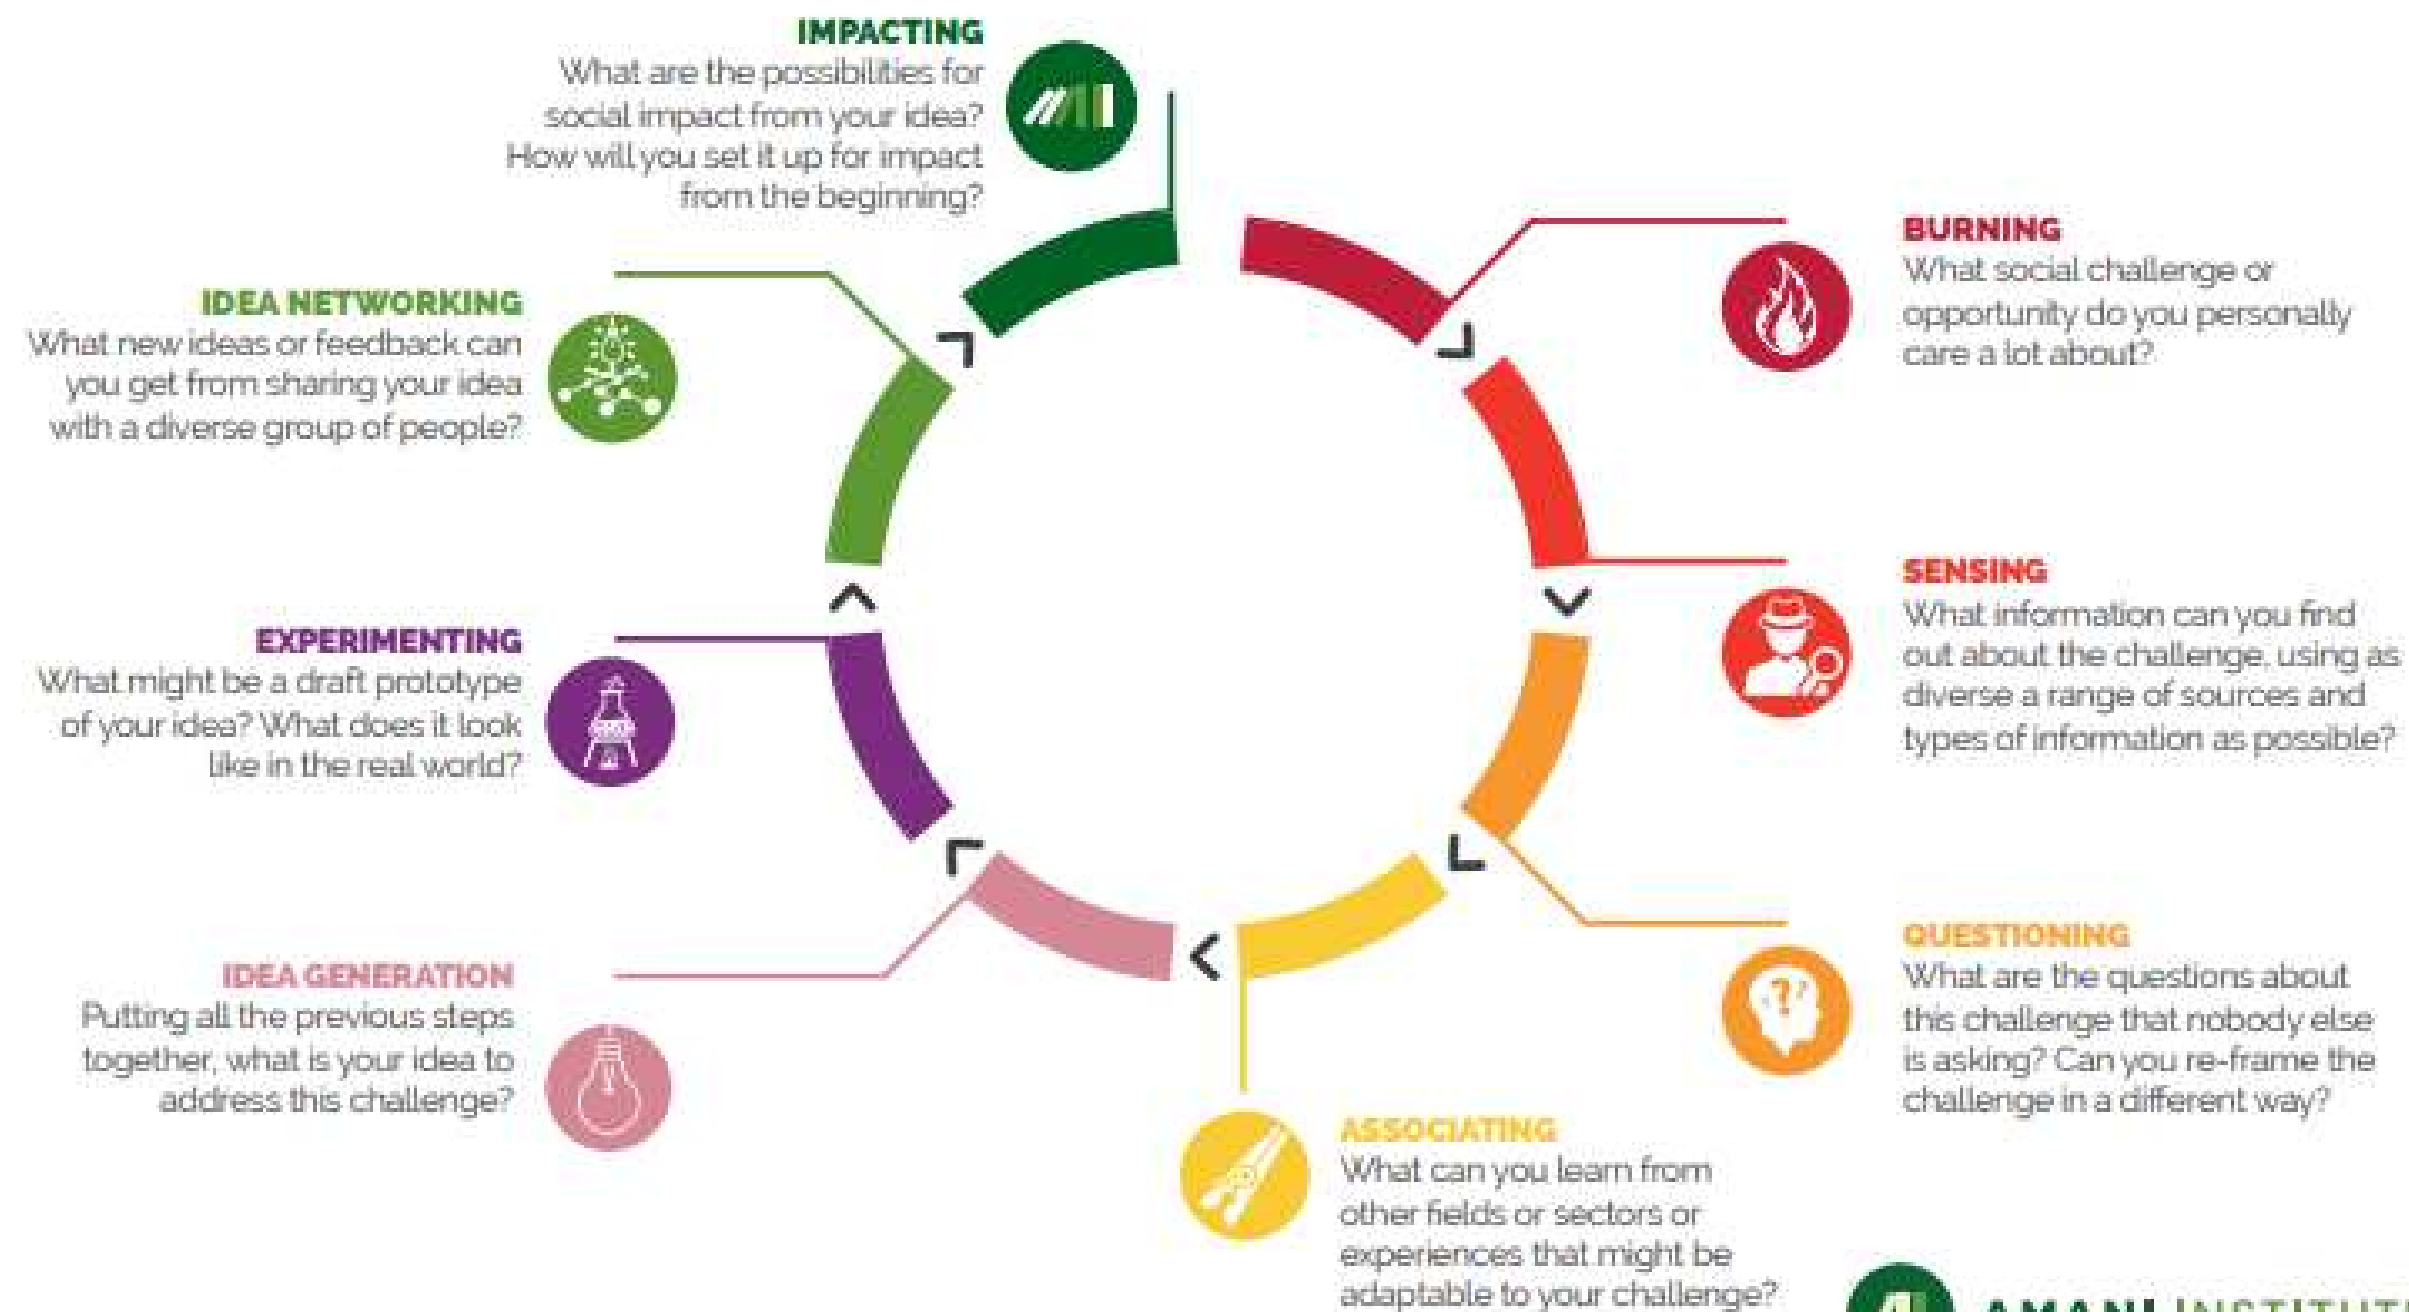 IMPACTING
What are the possibilities for
social impact from your idea?
How will you set it up for impact
from the beginning?
BURNING
What social challenge or
opportunity do you personally
care a lot about?
SENSING
What information can you find
out about the challenge, using as
diverse a range of sources and
types of information as possible?
QUESTIONING
What are the questions about
this challenge that nobody else
is asking? Can you re-frame the
challenge in a different way?
ASSOCIATING
What can you learn from
other fields or sectors or
experiences that might be
adaptable to your challenge?
IDEA GENERATION
Putting all the previous steps
together, what is your idea to
address this challenge?
EXPERIMENTING
What might be a draft prototype
of your idea? What does it look
like in the real world?
IDEA NETWORKING
What new ideas or feedback can
you get from sharing your idea
with a diverse group of people?
AMANI INSTITUTE